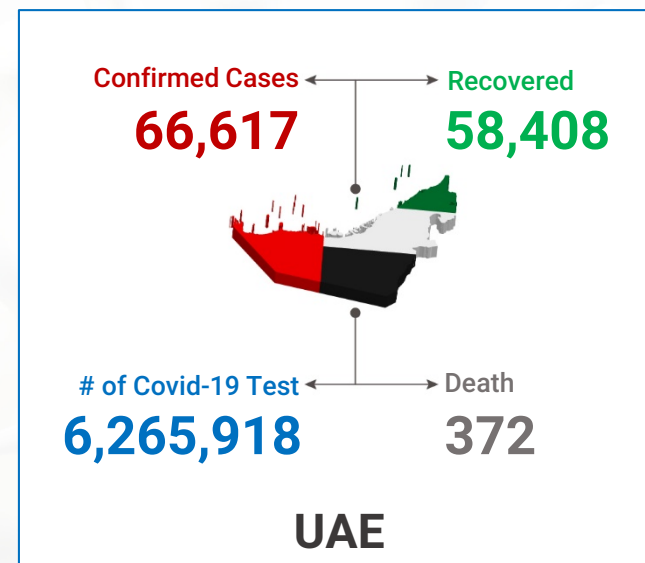 Confirmed Cases
66,617
Recovered
58,408
# of Covid-19 Test
6,265,918
Death
372
UAE